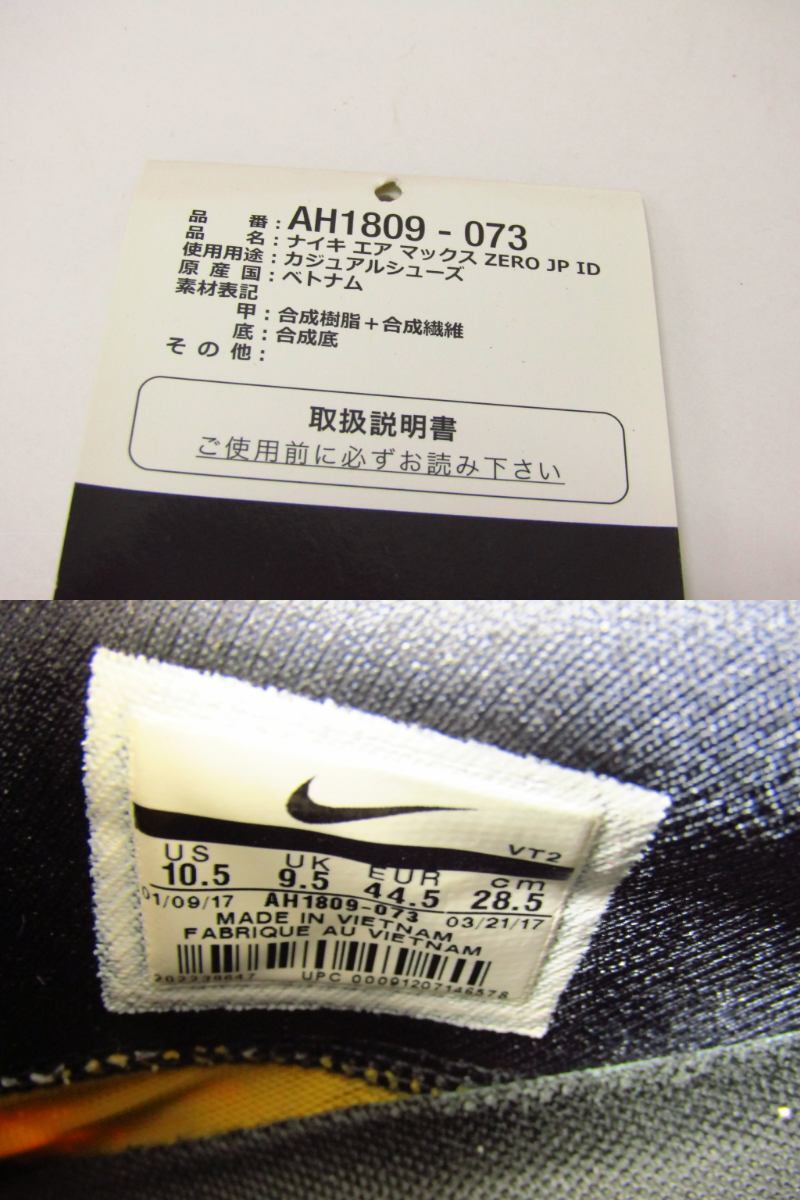 品番：AH1809 - 073
品名：ナイキ エア マックス ZERO JP ID
使用用途：カジュアルシューズ
原産国：ベトナム
素材表記
甲：合成樹脂＋合成繊維
底：合成底
その他：
取扱説明書
ご使用前に必ずお読み下さい
VT2
US UK EUR cm
10.5 9.5 44.5 28.5
01/09/17 AH1809-073 03/21/17
MADE IN VIETNAM
FABRIQUE AU VIETNAM
UPC 00091207146578